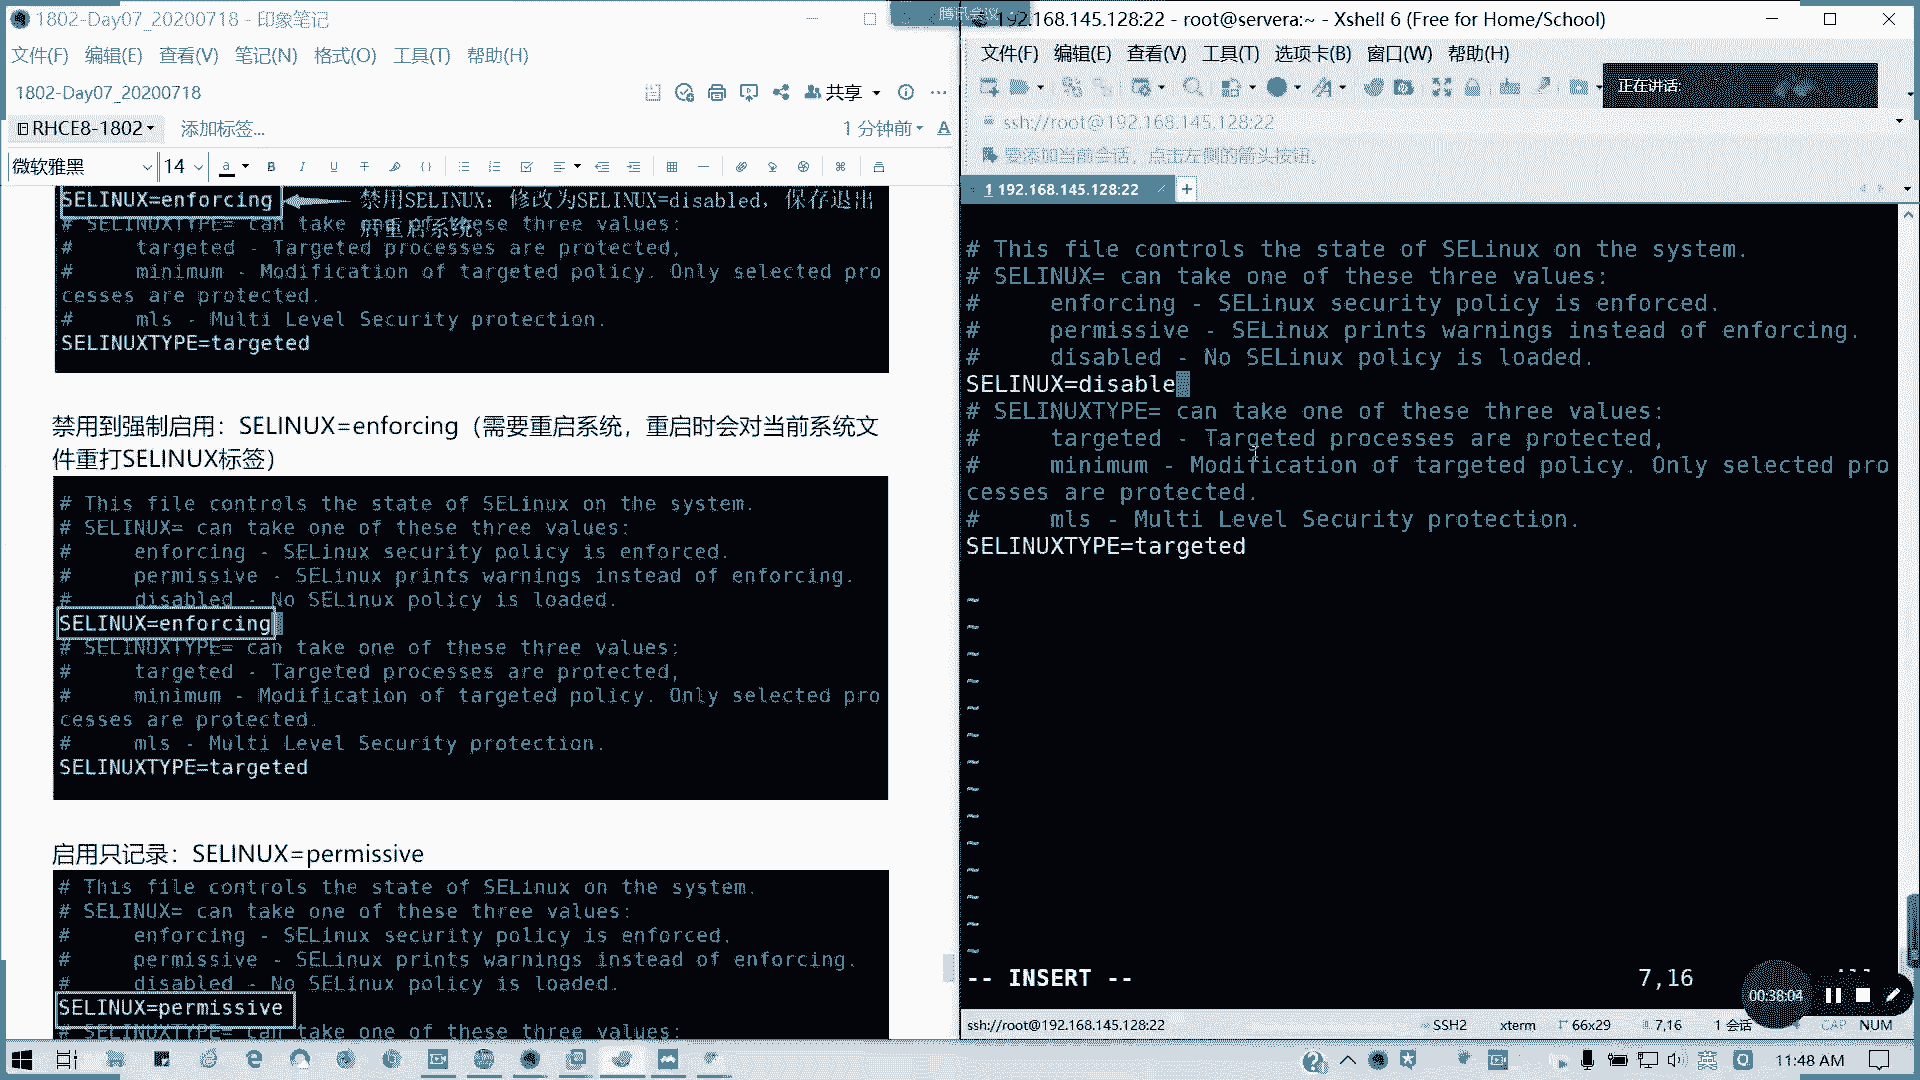 1802-Day07_20200718 - 印象笔记
文件(F) 编辑(E) 查看(V) 笔记(N) 格式(O) 工具(T) 帮助(H)
1802-Day07_20200718
共享
RHCE8-1802
添加标签...
1 分钟前
微软雅黑
14
SELINUX=enforcing
禁用SELINUX: 修改为SELINUX=disabled, 保存退出
后重启系统。
# SELINUXTYPE= can take one of these three values:
#      targeted - Targeted processes are protected,
#      minimum - Modification of targeted policy. Only selected pro
cesses are protected.
#      mls - Multi Level Security protection.
SELINUXTYPE=targeted
禁用到强制启用: SELINUX=enforcing（需要重启系统，重启时会对当前系统文
件重打SELINUX标签）
# This file controls the state of SELinux on the system.
# SELINUX= can take one of these three values:
#      enforcing - SELinux security policy is enforced.
#      permissive - SELinux prints warnings instead of enforcing.
#      disabled - No SELinux policy is loaded.
SELINUX=enforcing
# SELINUXTYPE= can take one of these three values:
#      targeted - Targeted processes are protected,
#      minimum - Modification of targeted policy. Only selected pro
cesses are protected.
#      mls - Multi Level Security protection.
SELINUXTYPE=targeted
启用只记录: SELINUX=permissive
# This file controls the state of SELinux on the system.
# SELINUX= can take one of these three values:
#      enforcing - SELinux security policy is enforced.
#      permissive - SELinux prints warnings instead of enforcing.
#      disabled - No SELinux policy is loaded.
SELINUX=permissive
# SELINUXTYPE= can take one of these three values:
腾讯会议
192.168.145.128:22 - root@servera:~ - Xshell 6 (Free for Home/School)
文件(F) 编辑(E) 查看(V) 工具(T) 选项卡(B) 窗口(W) 帮助(H)
正在讲话:
ssh://root@192.168.145.128:22
要添加当前会话，点击左侧的箭头按钮。
1 192.168.145.128:22
# This file controls the state of SELinux on the system.
# SELINUX= can take one of these three values:
#      enforcing - SELinux security policy is enforced.
#      permissive - SELinux prints warnings instead of enforcing.
#      disabled - No SELinux policy is loaded.
SELINUX=disable
# SELINUXTYPE= can take one of these three values:
#      targeted - Targeted processes are protected,
#      minimum - Modification of targeted policy. Only selected pro
cesses are protected.
#      mls - Multi Level Security protection.
SELINUXTYPE=targeted
~
~
~
~
~
~
~
~
~
~
~
~
~
~
-- INSERT --
7,16
00:38:04
ssh://root@192.168.145.128:22
SSH2
xterm
66x29
7,16
1 会话
CAP NUM
英
11:48 AM